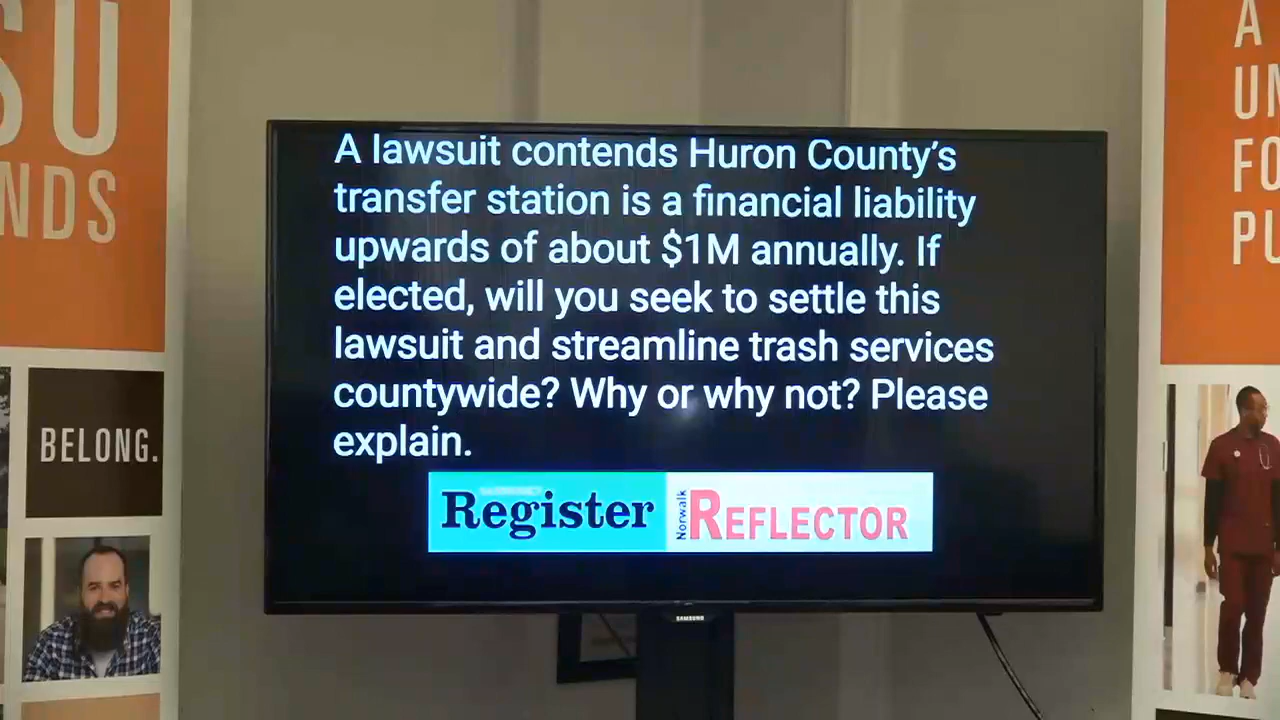 SU
NDS
BELONG.
A lawsuit contends Huron County's
transfer station is a financial liability
upwards of about $1M annually. If
elected, will you seek to settle this
lawsuit and streamline trash services
countywide? Why or why not? Please
explain.
Register
Norwalk
REFLECTOR
SAMSUNG
A
UN
FO
PU